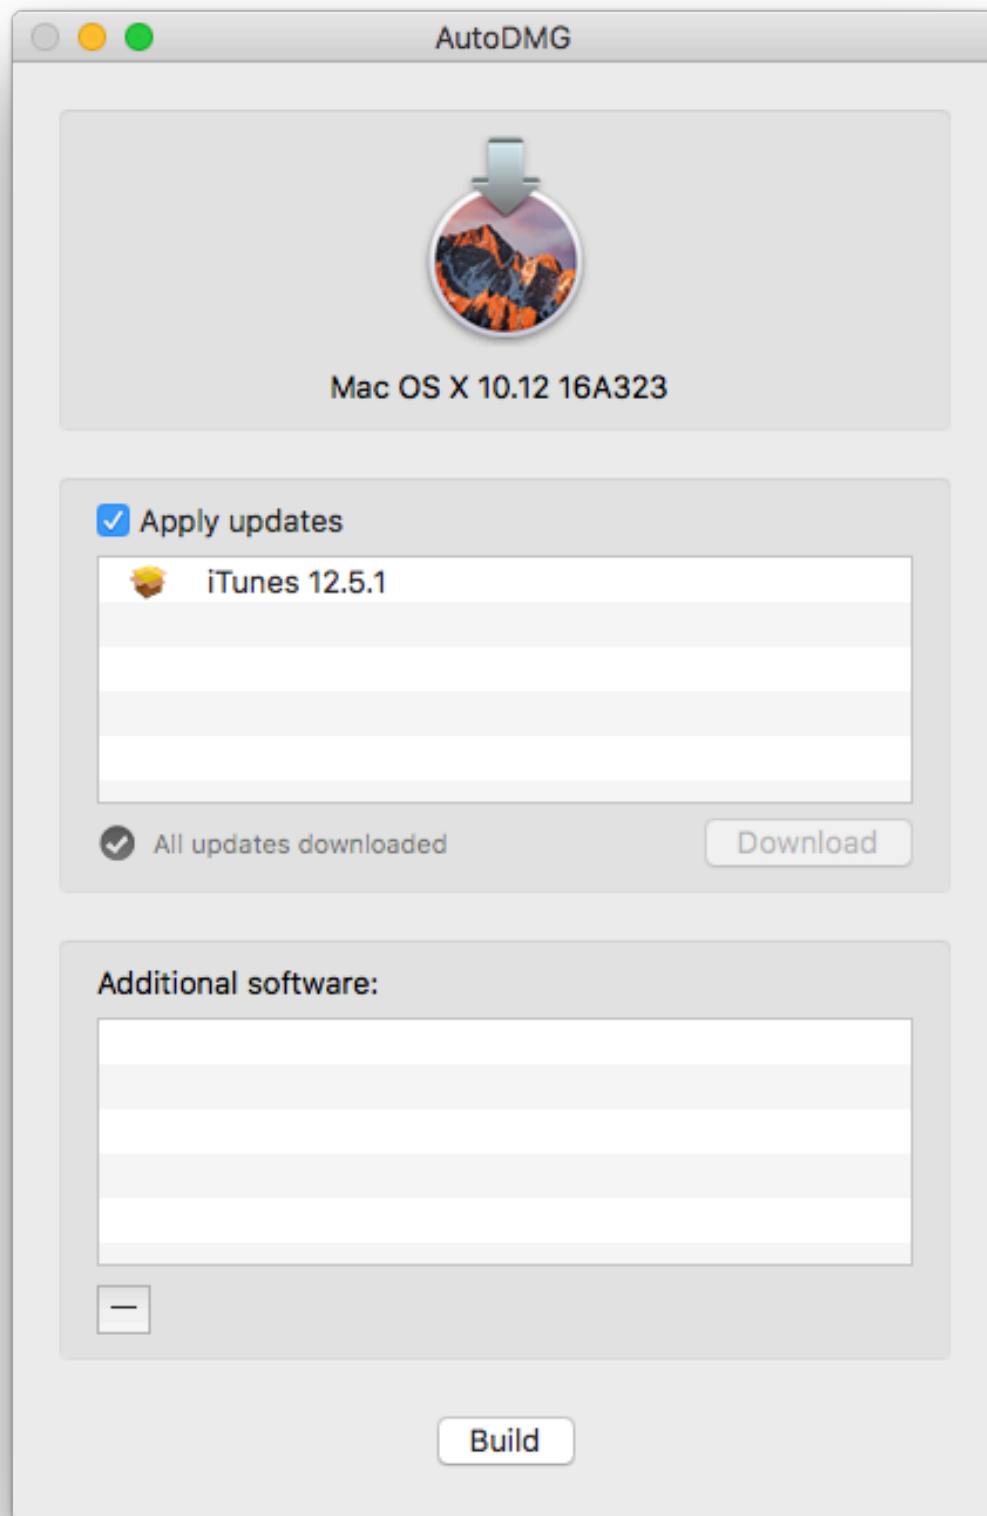 AutoDMG
Mac OS X 10.12 16A323
Apply updates
iTunes 12.5.1
All updates downloaded
Download
Additional software:
Build